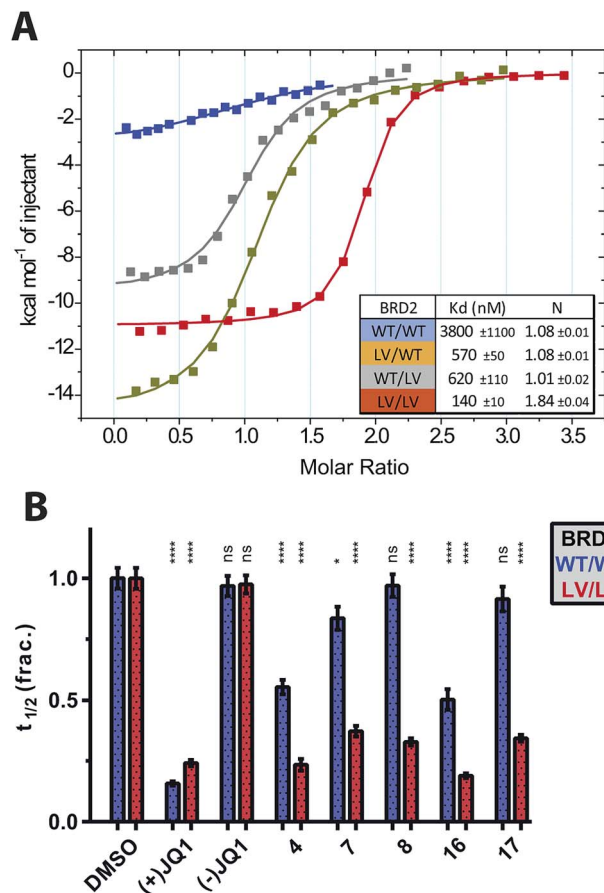 A
0
-2
-4
-6
-8
-10
-12
-14
kcal mol⁻¹ of injectant
0.0 0.5 1.0 1.5 2.0 2.5 3.0 3.5
Molar Ratio
BRD2 Kd (nM) N
WT/WT 3800 ±1100 1.08 ±0.01
LV/WT 570 ±50 1.08 ±0.01
WT/LV 620 ±110 1.01 ±0.02
LV/LV 140 ±10 1.84 ±0.04
B
**** **** ns ns **** **** * **** ns **** **** **** ns ****
BRD
WT/W
LV/L
1.0
0.5
0.0
t 1/2 (frac.)
DMSO (+)JQ1 (-)JQ1 4 7 8 16 17